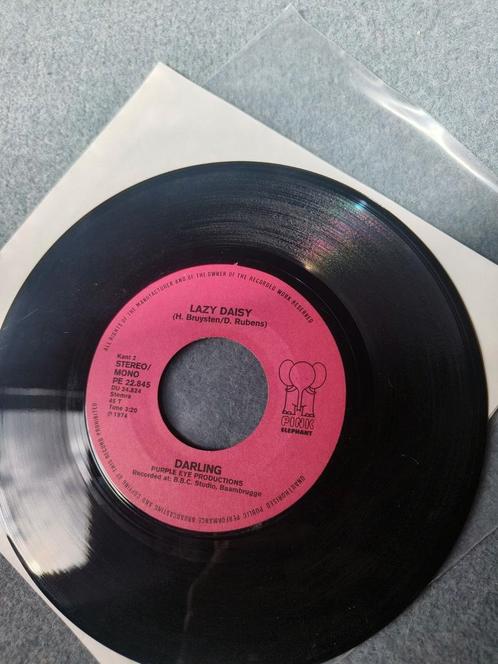 ALL RIGHTS OF THE MANUFACTURER AND OF THE OWNER OF THE RECORDED WORK RESERVED
LAZY DAISY
(H. Bruysten/D. Rubens)
Kant 2
STEREO/
MONO
PE 22.845
DU 24.824
Stemra
45 T
Time 3:20
℗ 1974
PINK
ELEPHANT
DARLING
PURPLE EYE PRODUCTIONS
Recorded at: B.B.C. Studio, Baambrugge
UNAUTHORISED PUBLIC PERFORMANCE BROADCASTING AND COPYING OF THIS RECORD PROHIBITED